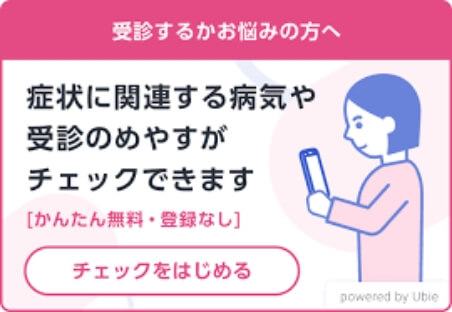 受診するかお悩みの方へ
症状に関連する病気や
受診のめやすが
チェックできます
[かんたん無料・登録なし]
チェックをはじめる
powered by Ubie